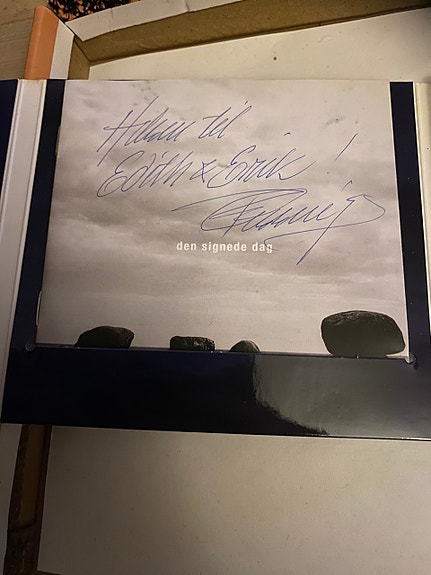 Hilsen til
Edith & Erik!
den signede dag